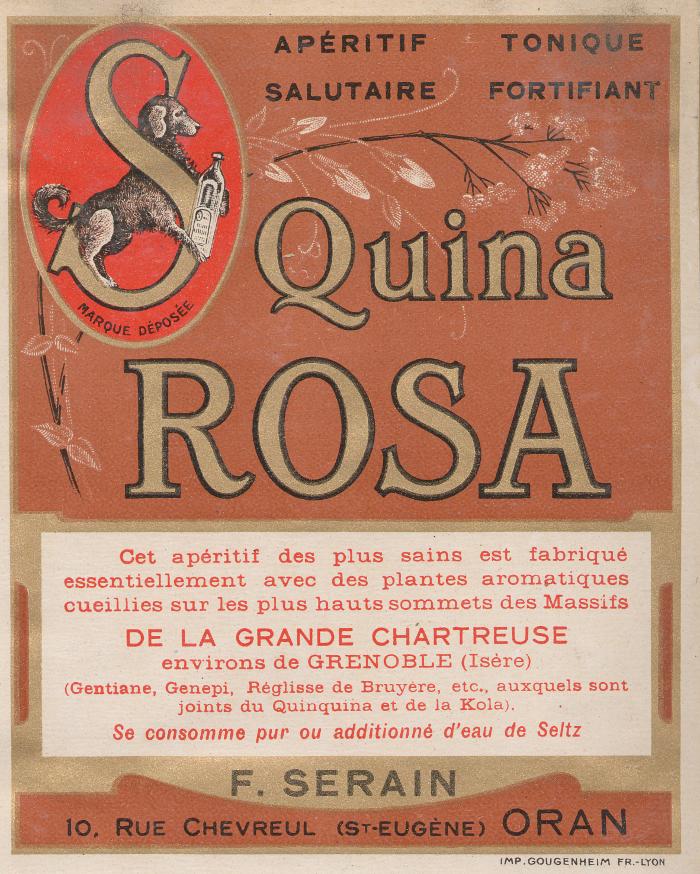 APÉRITIF TONIQUE
SALUTAIRE FORTIFIANT
S
MARQUE DÉPOSÉE
Quina
ROSA
Cet apéritif des plus sains est fabriqué
essentiellement avec des plantes aromatiques
cueillies sur les plus hauts sommets des Massifs
DE LA GRANDE CHARTREUSE
environs de GRENOBLE (Isère)
(Gentiane, Genepi, Réglisse de Bruyère, etc., auxquels sont
joints du Quinquina et de la Kola).
Se consomme pur ou additionné d'eau de Seltz
F. SERAIN
10, RUE CHEVREUL (ST-EUGÈNE) ORAN
IMP. GOUGENHEIM FR.-LYON